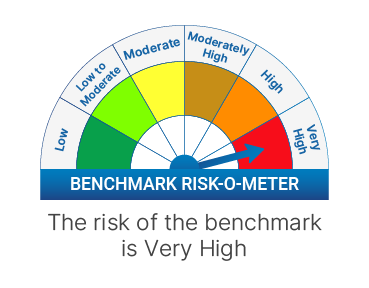 Low
Low to
Moderate
Moderate
Moderately
High
High
Very
High
BENCHMARK RISK-O-METER
The risk of the benchmark
is Very High